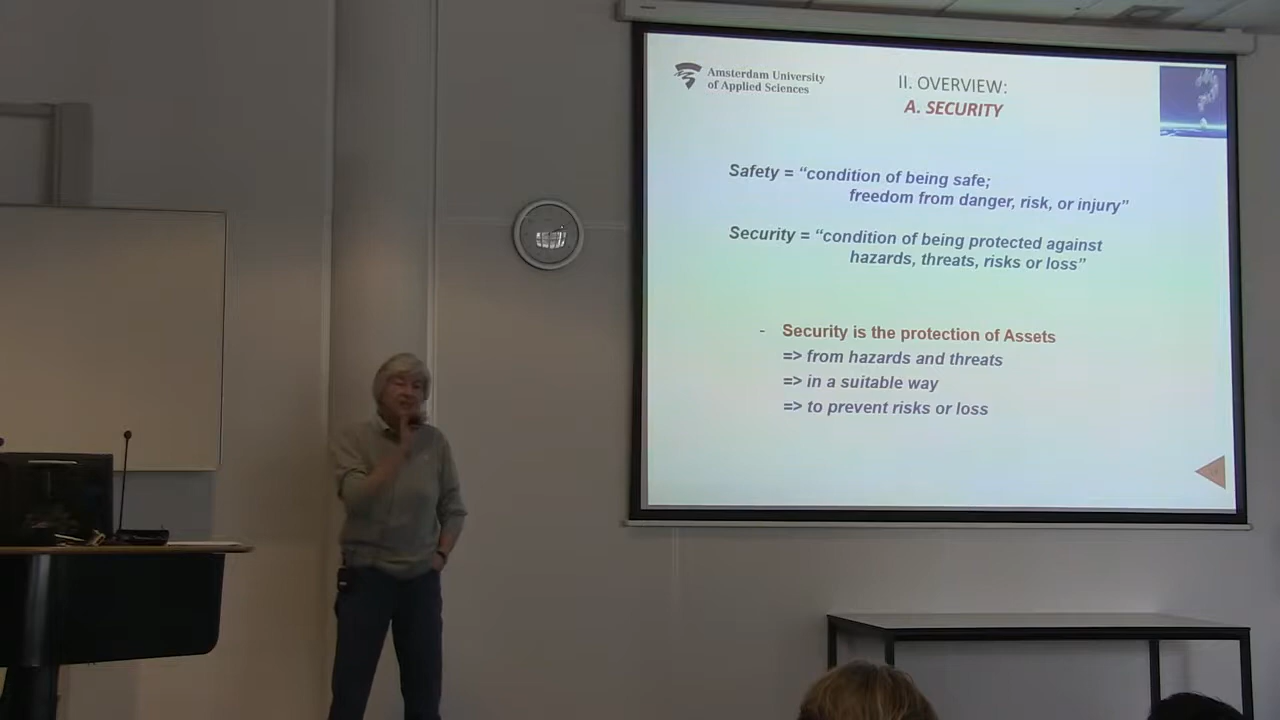 Amsterdam University
of Applied Sciences
II. OVERVIEW:
A. SECURITY
Safety = “condition of being safe;
freedom from danger, risk, or injury”
Security = “condition of being protected against
hazards, threats, risks or loss”
- Security is the protection of Assets
=> from hazards and threats
=> in a suitable way
=> to prevent risks or loss